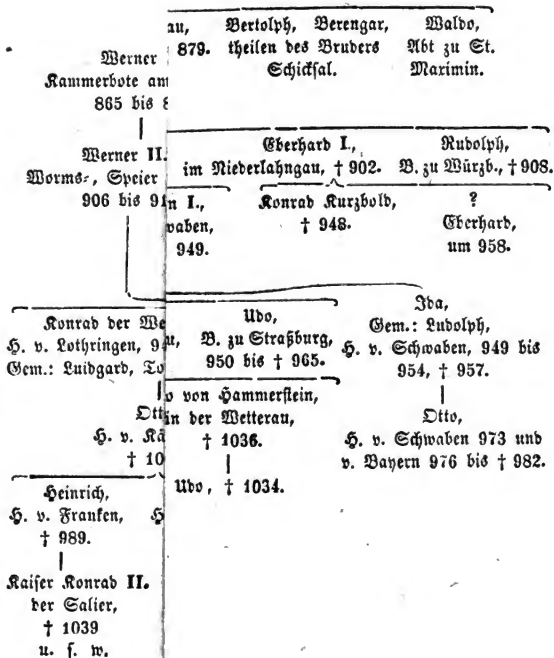 au,
879.
Bertolph, Berengar,
theilen des Bruders
Schicksal.
Waldo,
Abt zu St.
Maximin.
Werner
Kammerbote am
865 bis 8
Werner II.
Worms-, Speier
906 bis 91
Eberhard I.,
im Niederlahngau, † 902.
Rudolph,
B. zu Würzb., † 908.
n I.,
vaben,
949.
Konrad Kurzbold,
† 948.
?
Eberhard,
um 958.
Konrad der We
H. v. Lothringen, 94
Gem.: Luidgard, To
u,
Udo,
B. zu Straßburg,
950 bis † 965.
Ida,
Gem.: Ludolph,
H. v. Schwaben, 949 bis
954, † 957.
Ott
H. v. Kä
† 10
o von Hammerstein,
in der Wetterau,
† 1036.
Udo, † 1034.
Otto,
H. v. Schwaben 973 und
v. Bayern 976 bis † 982.
Heinrich,
H. v. Franken,
† 989.
H
Kaiser Konrad II.
der Salier,
† 1039
u. s. w.